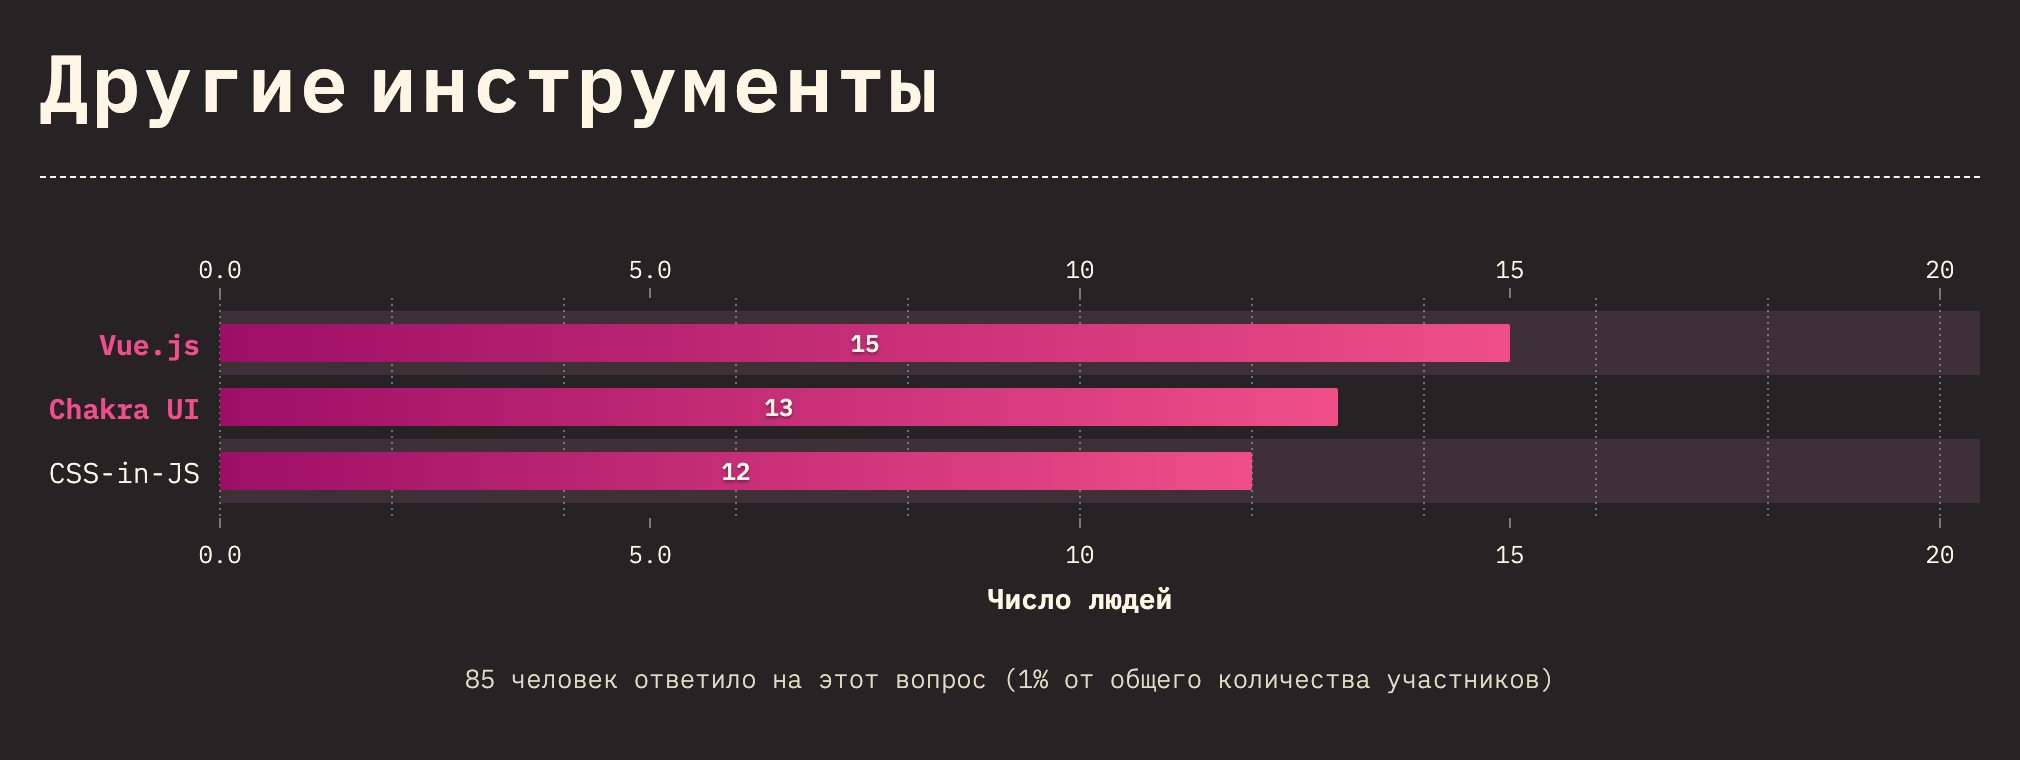 Другие инструменты
0.0 5.0 10 15 20
Vue.js 15
Chakra UI 13
CSS-in-JS 12
0.0 5.0 10 15 20
Число людей
85 человек ответило на этот вопрос (1% от общего количества участников)